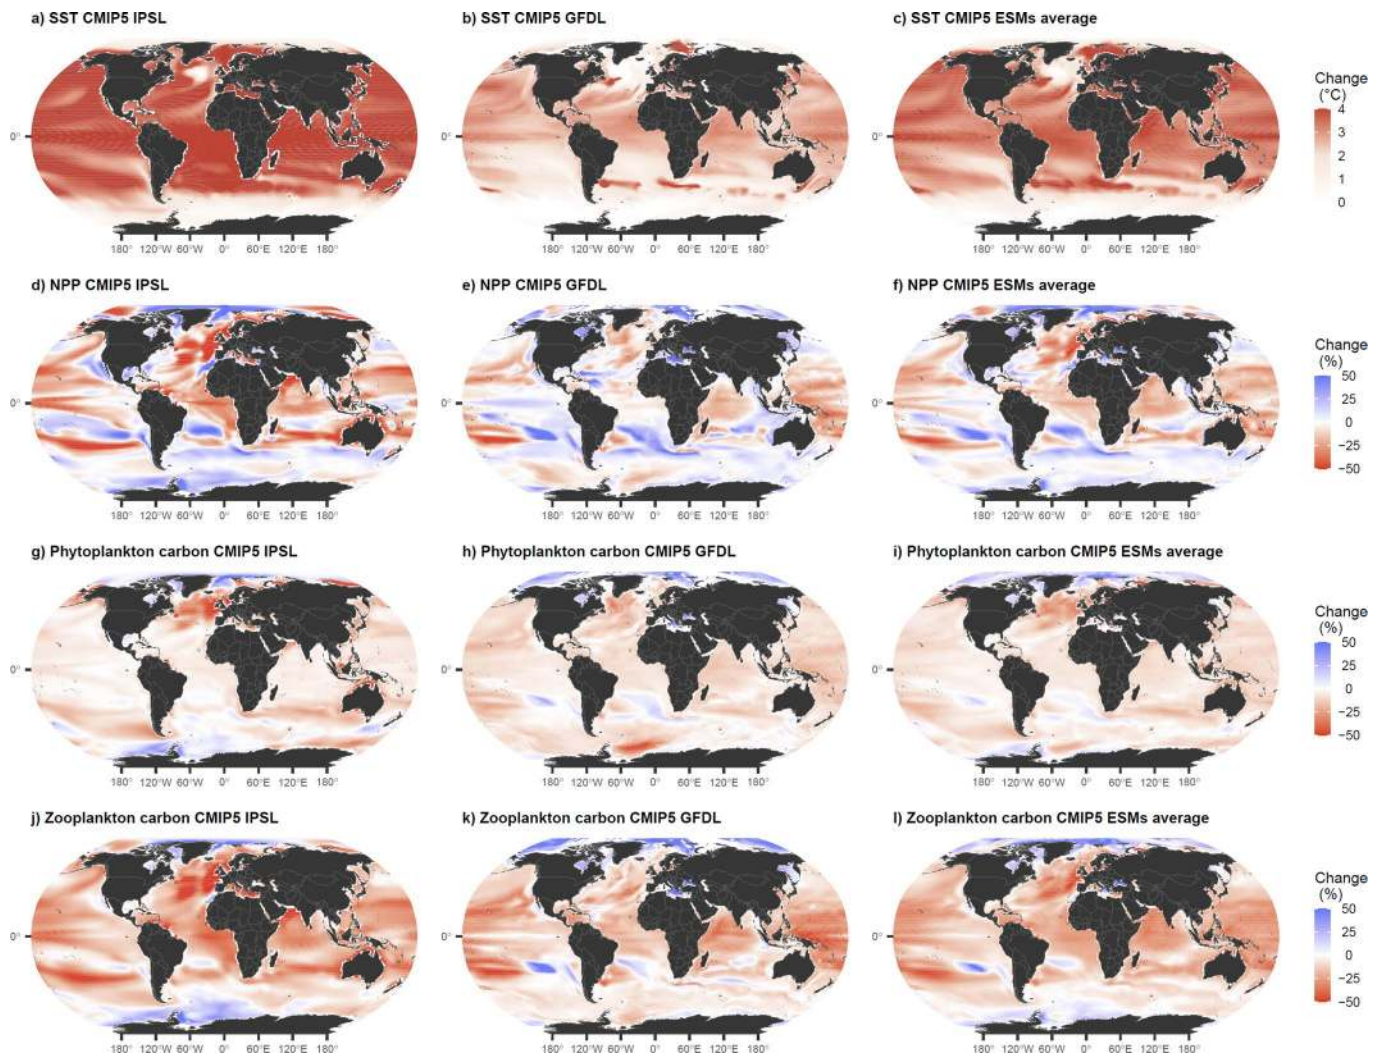 a) SST CMIP5 IPSL
b) SST CMIP5 GFDL
c) SST CMIP5 ESMs average
Change
(°C)
4
3
2
1
0
0°
180° 120°W 60°W 0° 60°E 120°E 180°
180° 120°W 60°W 0° 60°E 120°E 180°
180° 120°W 60°W 0° 60°E 120°E 180°
d) NPP CMIP5 IPSL
e) NPP CMIP5 GFDL
f) NPP CMIP5 ESMs average
Change
(%)
50
25
0
−25
−50
0°
0°
0°
180° 120°W 60°W 0° 60°E 120°E 180°
180° 120°W 60°W 0° 60°E 120°E 180°
180° 120°W 60°W 0° 60°E 120°E 180°
g) Phytoplankton carbon CMIP5 IPSL
h) Phytoplankton carbon CMIP5 GFDL
i) Phytoplankton carbon CMIP5 ESMs average
Change
(%)
50
25
0
−25
−50
0°
0°
0°
180° 120°W 60°W 0° 60°E 120°E 180°
180° 120°W 60°W 0° 60°E 120°E 180°
180° 120°W 60°W 0° 60°E 120°E 180°
j) Zooplankton carbon CMIP5 IPSL
k) Zooplankton carbon CMIP5 GFDL
l) Zooplankton carbon CMIP5 ESMs average
Change
(%)
50
25
0
−25
−50
0°
0°
0°
180° 120°W 60°W 0° 60°E 120°E 180°
180° 120°W 60°W 0° 60°E 120°E 180°
180° 120°W 60°W 0° 60°E 120°E 180°